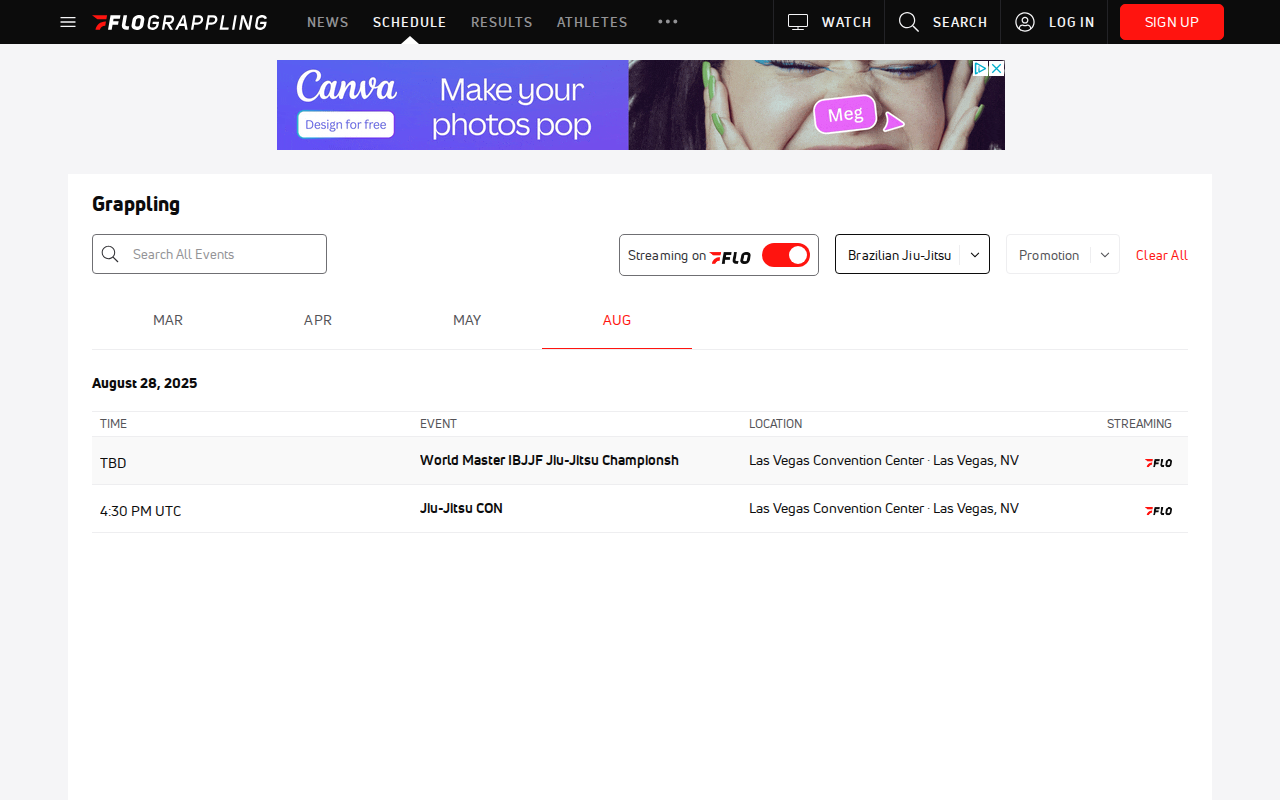 FLOGRAPPLING NEWS SCHEDULE RESULTS ATHLETES WATCH SEARCH LOG IN SIGN UP
Canva
Design for free
Make your
photos pop
Meg
Grappling
Search All Events
Streaming on FLO
Brazilian Jiu-Jitsu
Promotion
Clear All
MAR APR MAY AUG
August 28, 2025
TIME EVENT LOCATION STREAMING
TBD World Master IBJJF Jiu-Jitsu Championsh Las Vegas Convention Center · Las Vegas, NV FLO
4:30 PM UTC Jiu-Jitsu CON Las Vegas Convention Center · Las Vegas, NV FLO